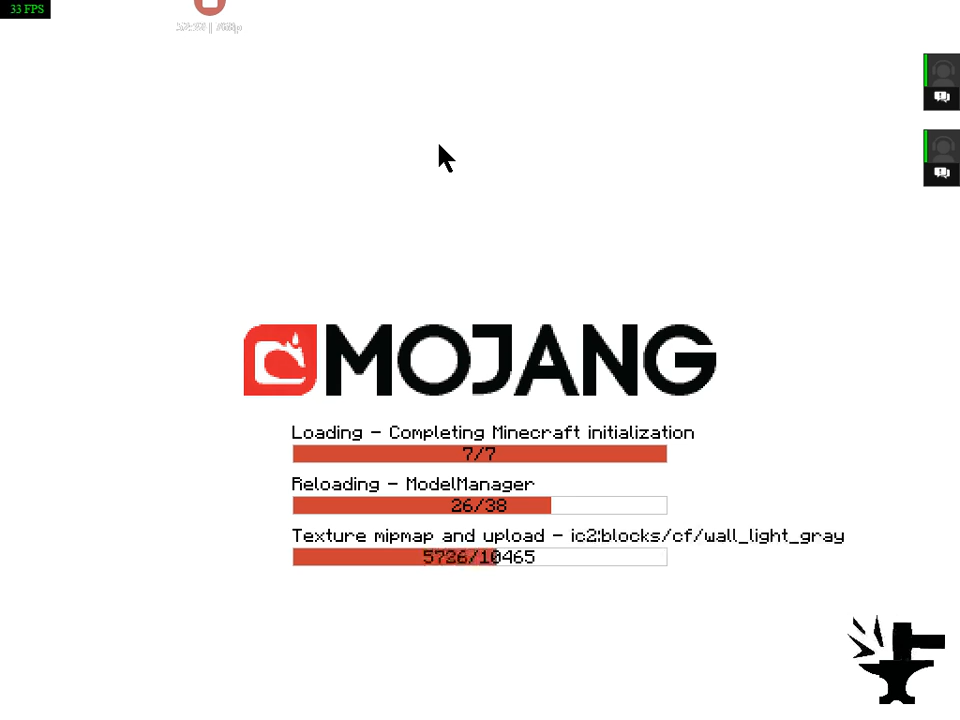 33 FPS
MOJANG
Loading - Completing Minecraft initialization
7/7
Reloading - ModelManager
26/38
Texture mipmap and upload - ic2:blocks/cf/wall_light_gray
5726/10465